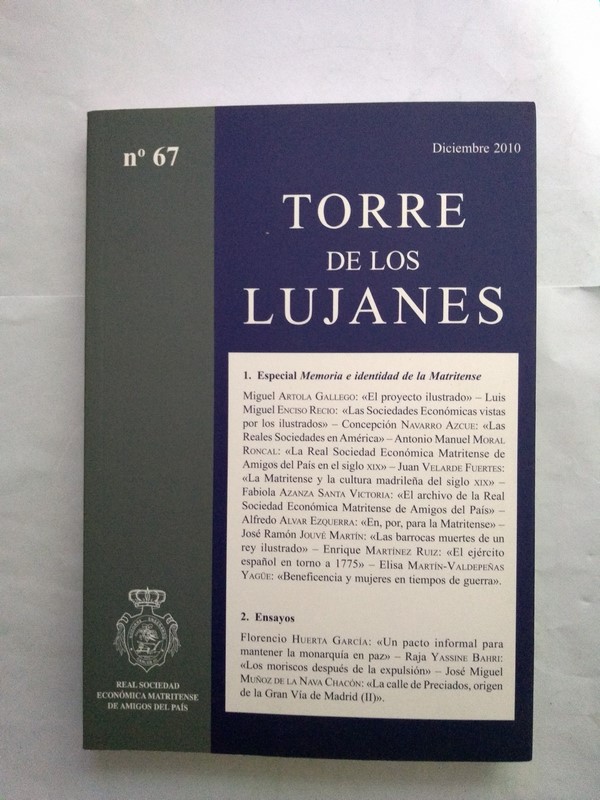 nº 67
Diciembre 2010
TORRE
DE LOS
LUJANES
1. Especial Memoria e identidad de la Matritense
Miguel ARTOLA GALLEGO: «El proyecto ilustrado» – Luis
Miguel ENCISO RECIO: «Las Sociedades Económicas vistas
por los ilustrados» – Concepción NAVARRO AZCUE: «Las
Reales Sociedades en América» – Antonio Manuel MORAL
RONCAL: «La Real Sociedad Económica Matritense de
Amigos del País en el siglo XIX» – Juan VELARDE FUERTES:
«La Matritense y la cultura madrileña del siglo XIX» –
Fabiola AZANZA SANTA VICTORIA: «El archivo de la Real
Sociedad Económica Matritense de Amigos del País» –
Alfredo ALVAR EZQUERRA: «En, por, para la Matritense» –
José Ramón JOUVÉ MARTÍN: «Las barrocas muertes de un
rey ilustrado» – Enrique MARTÍNEZ RUIZ: «El ejército
español en torno a 1775» – Elisa MARTÍN-VALDEPEÑAS
YAGÜE: «Beneficencia y mujeres en tiempos de guerra».
2. Ensayos
Florencio HUERTA GARCÍA: «Un pacto informal para
mantener la monarquía en paz» – Raja YASSINE BAHRI:
«Los moriscos después de la expulsión» – José Miguel
MUÑOZ DE LA NAVA CHACÓN: «La calle de Preciados, origen
de la Gran Vía de Madrid (II)».
REAL SOCIEDAD
ECONÓMICA MATRITENSE
DE AMIGOS DEL PAÍS